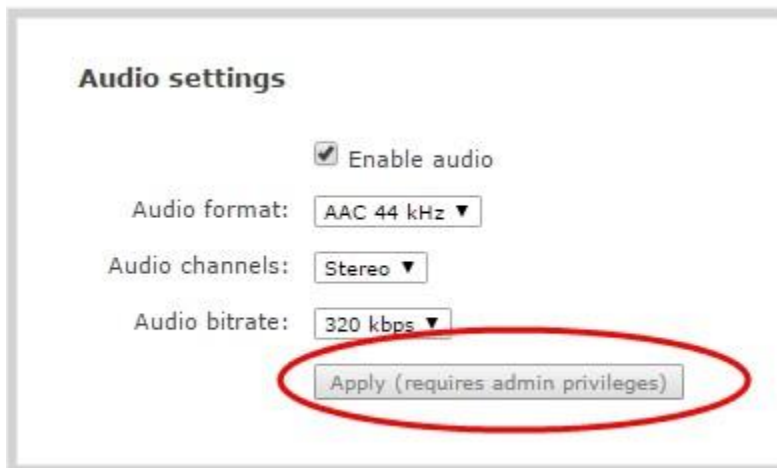 Audio settings
Enable audio
Audio format: AAC 44 kHz
Audio channels: Stereo
Audio bitrate: 320 kbps
Apply (requires admin privileges)